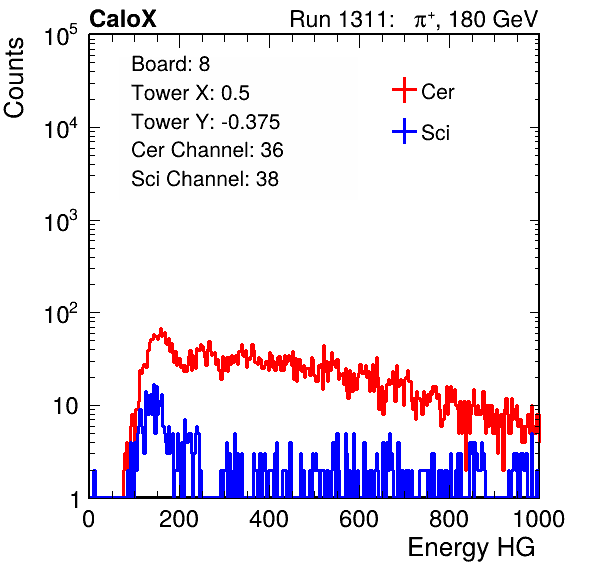 CaloX Run 1311: π⁺, 180 GeV
Counts
Board: 8
Tower X: 0.5
Tower Y: -0.375
Cer Channel: 36
Sci Channel: 38
Cer
Sci
10⁵
10⁴
10³
10²
10
1
0 200 400 600 800 1000
Energy HG